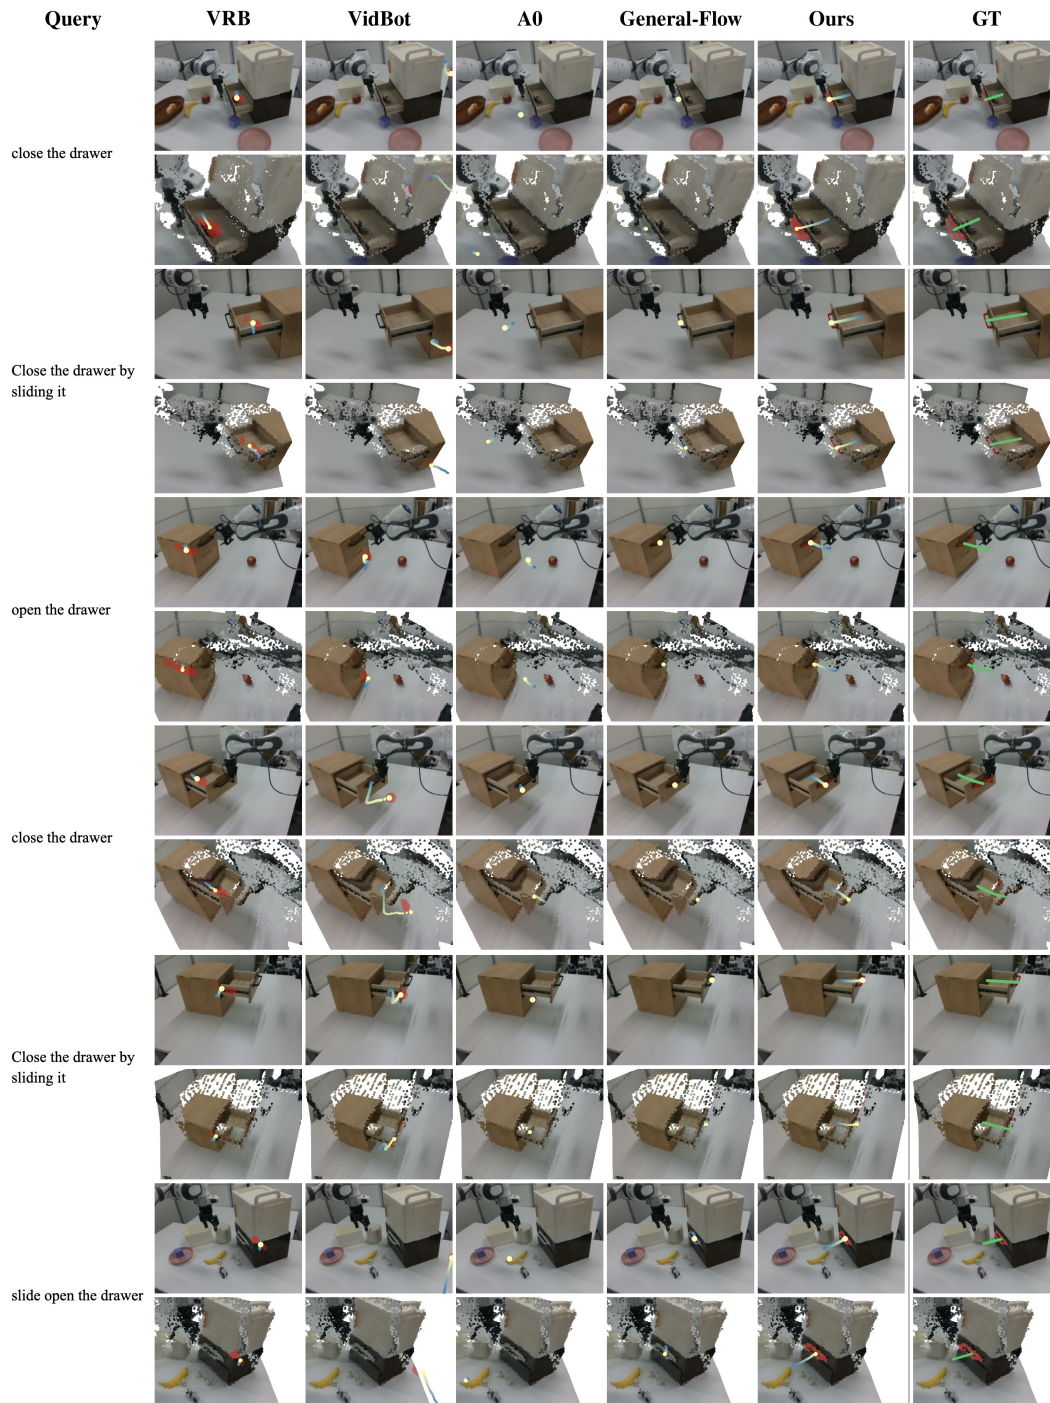 Query VRB VidBot A0 General-Flow Ours GT
close the drawer
Close the drawer by
sliding it
open the drawer
close the drawer
Close the drawer by
sliding it
slide open the drawer